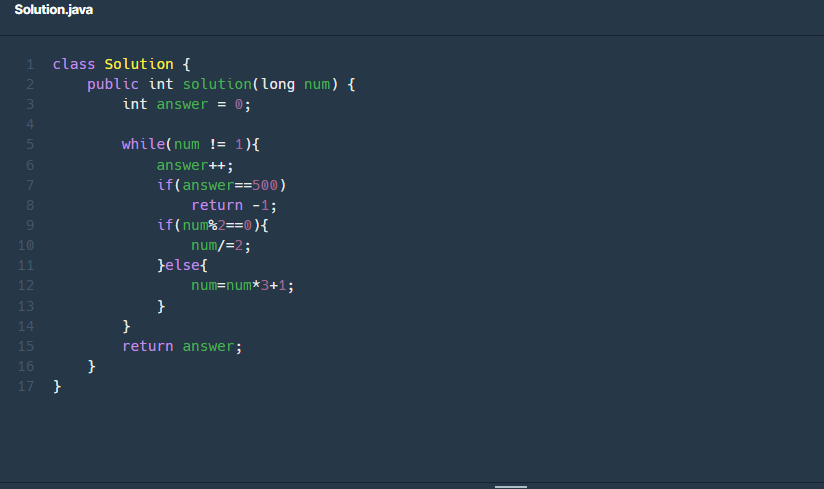 Solution.java
1 class Solution {
2     public int solution(long num) {
3         int answer = 0;
4
5         while(num != 1){
6             answer++;
7             if(answer==500)
8                 return -1;
9             if(num%2==0){
10                 num/=2;
11             }else{
12                 num=num*3+1;
13             }
14         }
15         return answer;
16     }
17 }